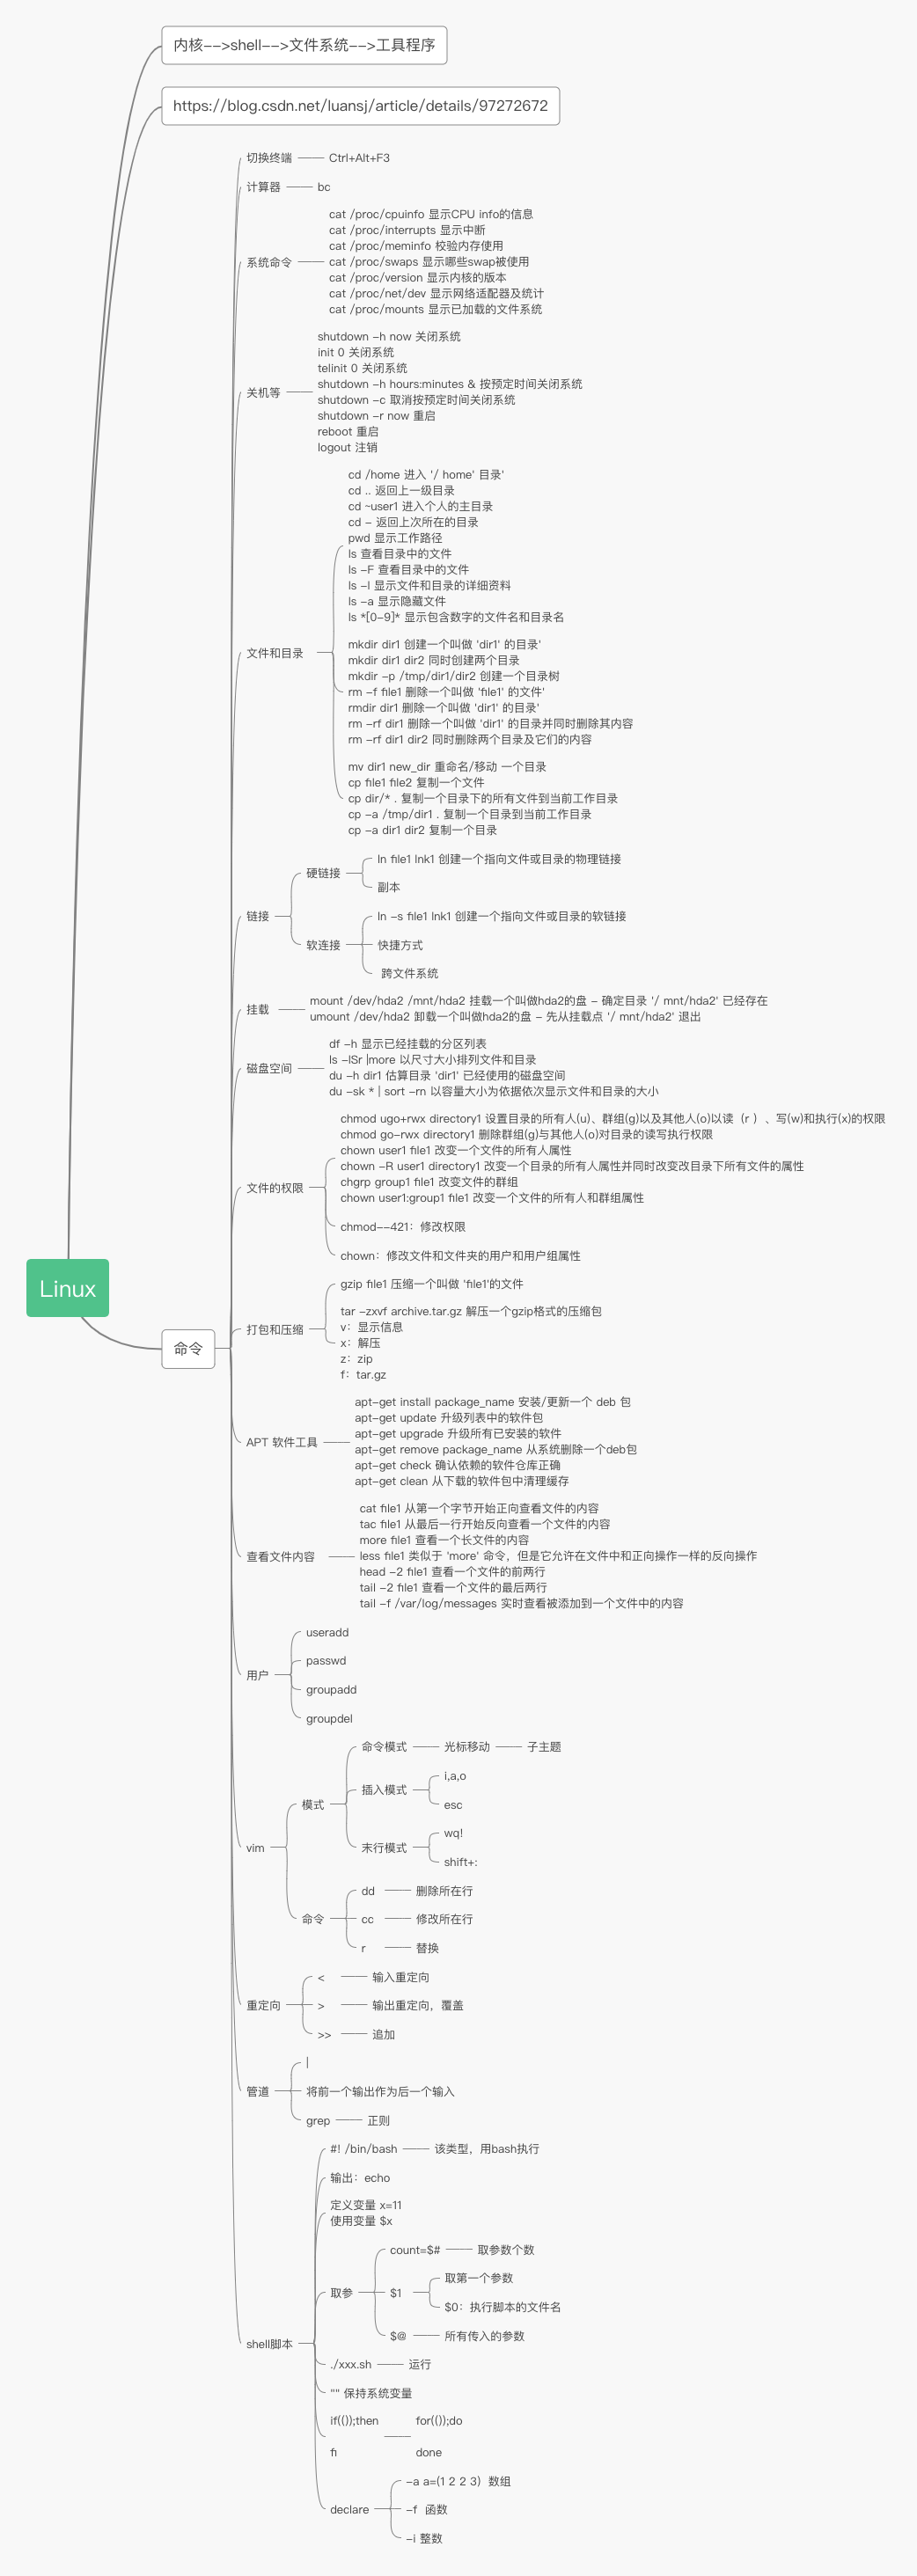 内核-->shell-->文件系统-->工具程序
https://blog.csdn.net/luansj/article/details/97272672
切换终端
Ctrl+Alt+F3
计算器
bc
系统命令
cat /proc/cpuinfo 显示CPU info的信息
cat /proc/interrupts 显示中断
cat /proc/meminfo 校验内存使用
cat /proc/swaps 显示哪些swap被使用
cat /proc/version 显示内核的版本
cat /proc/net/dev 显示网络适配器及统计
cat /proc/mounts 显示已加载的文件系统
关机等
shutdown -h now 关闭系统
init 0 关闭系统
telinit 0 关闭系统
shutdown -h hours:minutes & 按预定时间关闭系统
shutdown -c 取消按预定时间关闭系统
shutdown -r now 重启
reboot 重启
logout 注销
文件和目录
cd /home 进入 '/ home' 目录'
cd .. 返回上一级目录
cd ~user1 进入个人的主目录
cd - 返回上次所在的目录
pwd 显示工作路径
ls 查看目录中的文件
ls -F 查看目录中的文件
ls -l 显示文件和目录的详细资料
ls -a 显示隐藏文件
ls *[0-9]* 显示包含数字的文件名和目录名
mkdir dir1 创建一个叫做 'dir1' 的目录'
mkdir dir1 dir2 同时创建两个目录
mkdir -p /tmp/dir1/dir2 创建一个目录树
rm -f file1 删除一个叫做 'file1' 的文件'
rmdir dir1 删除一个叫做 'dir1' 的目录'
rm -rf dir1 删除一个叫做 'dir1' 的目录并同时删除其内容
rm -rf dir1 dir2 同时删除两个目录及它们的内容
mv dir1 new_dir 重命名/移动 一个目录
cp file1 file2 复制一个文件
cp dir/* . 复制一个目录下的所有文件到当前工作目录
cp -a /tmp/dir1 . 复制一个目录到当前工作目录
cp -a dir1 dir2 复制一个目录
链接
硬链接
ln file1 lnk1 创建一个指向文件或目录的物理链接
副本
软连接
ln -s file1 lnk1 创建一个指向文件或目录的软链接
快捷方式
跨文件系统
挂载
mount /dev/hda2 /mnt/hda2 挂载一个叫做hda2的盘 - 确定目录 '/ mnt/hda2' 已经存在
umount /dev/hda2 卸载一个叫做hda2的盘 - 先从挂载点 '/ mnt/hda2' 退出
磁盘空间
df -h 显示已经挂载的分区列表
ls -lSr |more 以尺寸大小排列文件和目录
du -h dir1 估算目录 'dir1' 已经使用的磁盘空间
du -sk * | sort -rn 以容量大小为依据依次显示文件和目录的大小
文件的权限
chmod ugo+rwx directory1 设置目录的所有人(u)、群组(g)以及其他人(o)以读（r ）、写(w)和执行(x)的权限
chmod go-rwx directory1 删除群组(g)与其他人(o)对目录的读写执行权限
chown user1 file1 改变一个文件的所有人属性
chown -R user1 directory1 改变一个目录的所有人属性并同时改变改目录下所有文件的属性
chgrp group1 file1 改变文件的群组
chown user1:group1 file1 改变一个文件的所有人和群组属性
chmod--421：修改权限
chown：修改文件和文件夹的用户和用户组属性
Linux
命令
打包和压缩
gzip file1 压缩一个叫做 'file1'的文件
tar -zxvf archive.tar.gz 解压一个gzip格式的压缩包
v：显示信息
x：解压
z：zip
f：tar.gz
APT 软件工具
apt-get install package_name 安装/更新一个 deb 包
apt-get update 升级列表中的软件包
apt-get upgrade 升级所有已安装的软件
apt-get remove package_name 从系统删除一个deb包
apt-get check 确认依赖的软件仓库正确
apt-get clean 从下载的软件包中清理缓存
查看文件内容
cat file1 从第一个字节开始正向查看文件的内容
tac file1 从最后一行开始反向查看一个文件的内容
more file1 查看一个长文件的内容
less file1 类似于 'more' 命令，但是它允许在文件中和正向操作一样的反向操作
head -2 file1 查看一个文件的前两行
tail -2 file1 查看一个文件的最后两行
tail -f /var/log/messages 实时查看被添加到一个文件中的内容
用户
useradd
passwd
groupadd
groupdel
vim
模式
命令模式
光标移动
子主题
插入模式
i,a,o
esc
末行模式
wq!
shift+:
命令
dd
删除所在行
cc
修改所在行
r
替换
重定向
<
输入重定向
>
输出重定向，覆盖
>>
追加
管道
|
将前一个输出作为后一个输入
grep
正则
shell脚本
#! /bin/bash
该类型，用bash执行
输出：echo
定义变量 x=11
使用变量 $x
取参
count=$#
取参数个数
$1
取第一个参数
$0：执行脚本的文件名
$@
所有传入的参数
./xxx.sh
运行
"" 保持系统变量
if(());then
fi
for(());do
done
declare
-a a=(1 2 2 3）数组
-f 函数
-i 整数